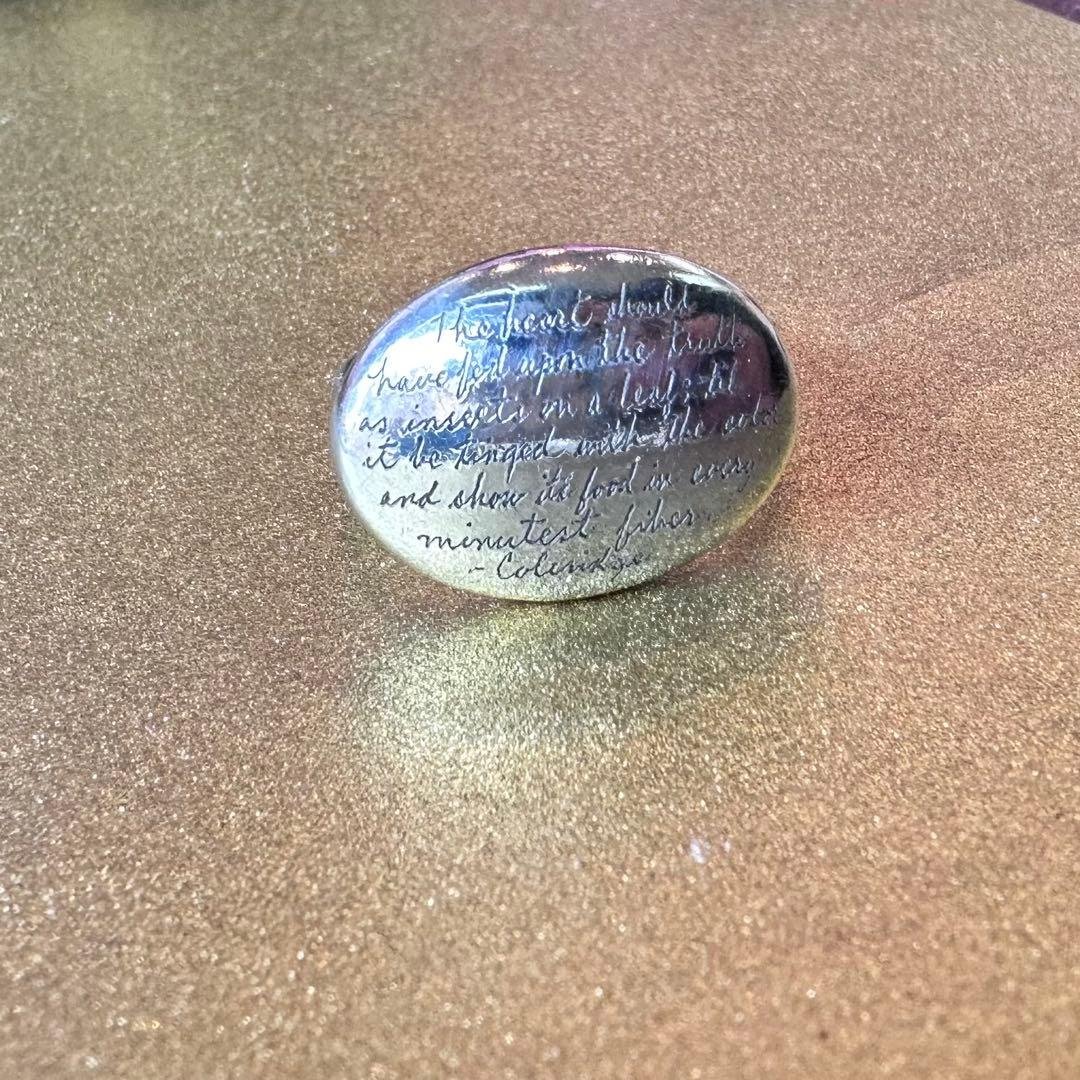 The heart should
have fed upon the truth
as insects on a leaf-til
it be tinged with the color
and show its food in every
minutest fiber
- Coleridge